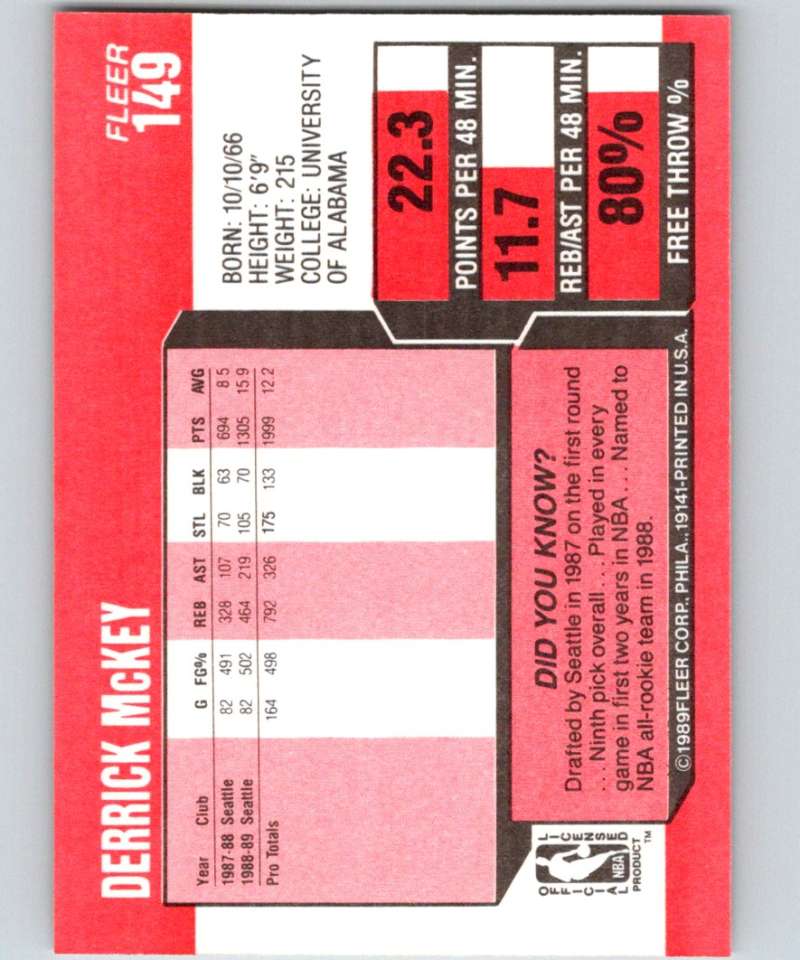 DERRICK McKEY
FLEER
149
Year Club G FG% REB AST STL BLK PTS AVG
1987-88 Seattle 82 491 328 107 70 63 694 8 5
1988-89 Seattle 82 502 464 219 105 70 1305 15 9
Pro Totals 164 498 792 326 175 133 1999 12 2
BORN: 10/10/66
HEIGHT: 6'9"
WEIGHT: 215
COLLEGE: UNIVERSITY
OF ALABAMA
22.3
POINTS PER 48 MIN.
11.7
REB/AST PER 48 MIN.
80%
FREE THROW %
DID YOU KNOW?
Drafted by Seattle in 1987 on the first round
. . . Ninth pick overall. . . . Played in every
game in first two years in NBA . . . Named to
NBA all-rookie team in 1988.
OFFICIAL
LICENSED
NBA
PRODUCT™
©1989FLEER CORP., PHILA., 19141-PRINTED IN U.S.A.